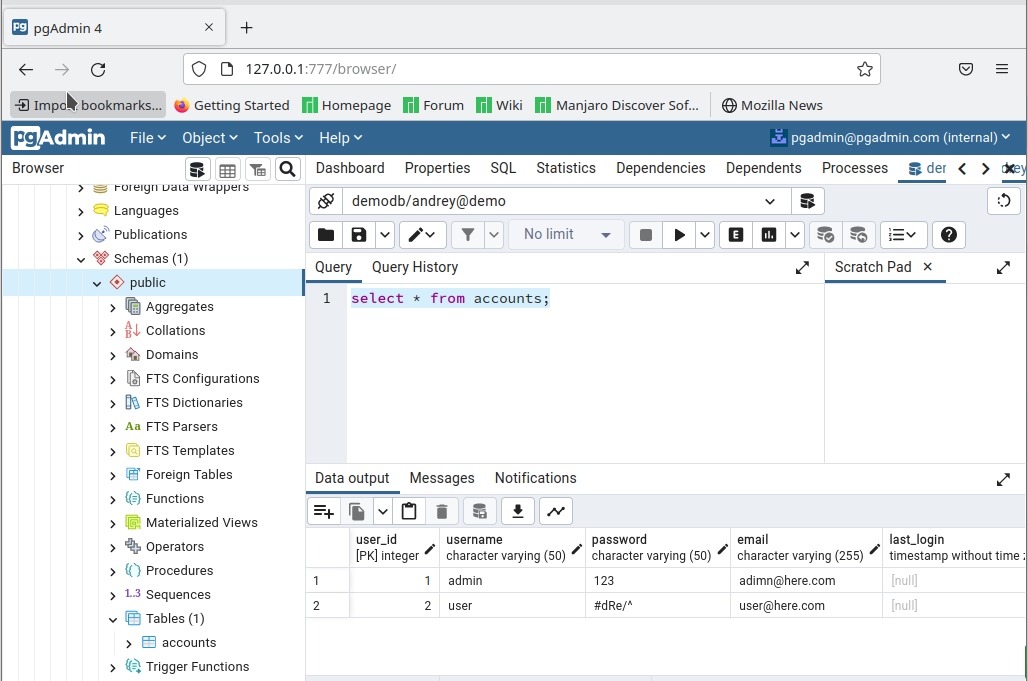 pgAdmin 4
127.0.0.1:777/browser/
Import bookmarks... Getting Started Homepage Forum Wiki Manjaro Discover Sof... Mozilla News
pgAdmin File Object Tools Help pgadmin@pgadmin.com (internal)
Browser
Dashboard Properties SQL Statistics Dependencies Dependents Processes der
Foreign Data Wrappers
Languages
Publications
Schemas (1)
public
Aggregates
Collations
Domains
FTS Configurations
FTS Dictionaries
Aa FTS Parsers
FTS Templates
Foreign Tables
Functions
Materialized Views
Operators
Procedures
1..3 Sequences
Tables (1)
accounts
Trigger Functions
demodb/andrey@demo
No limit
E
Query Query History
Scratch Pad
1 select * from accounts;
Data output Messages Notifications
user_id username password email last_login
[PK] integer character varying (50) character varying (50) character varying (255) timestamp without time
1 1 admin 123 adimn@here.com [null]
2 2 user #dRe/^ user@here.com [null]